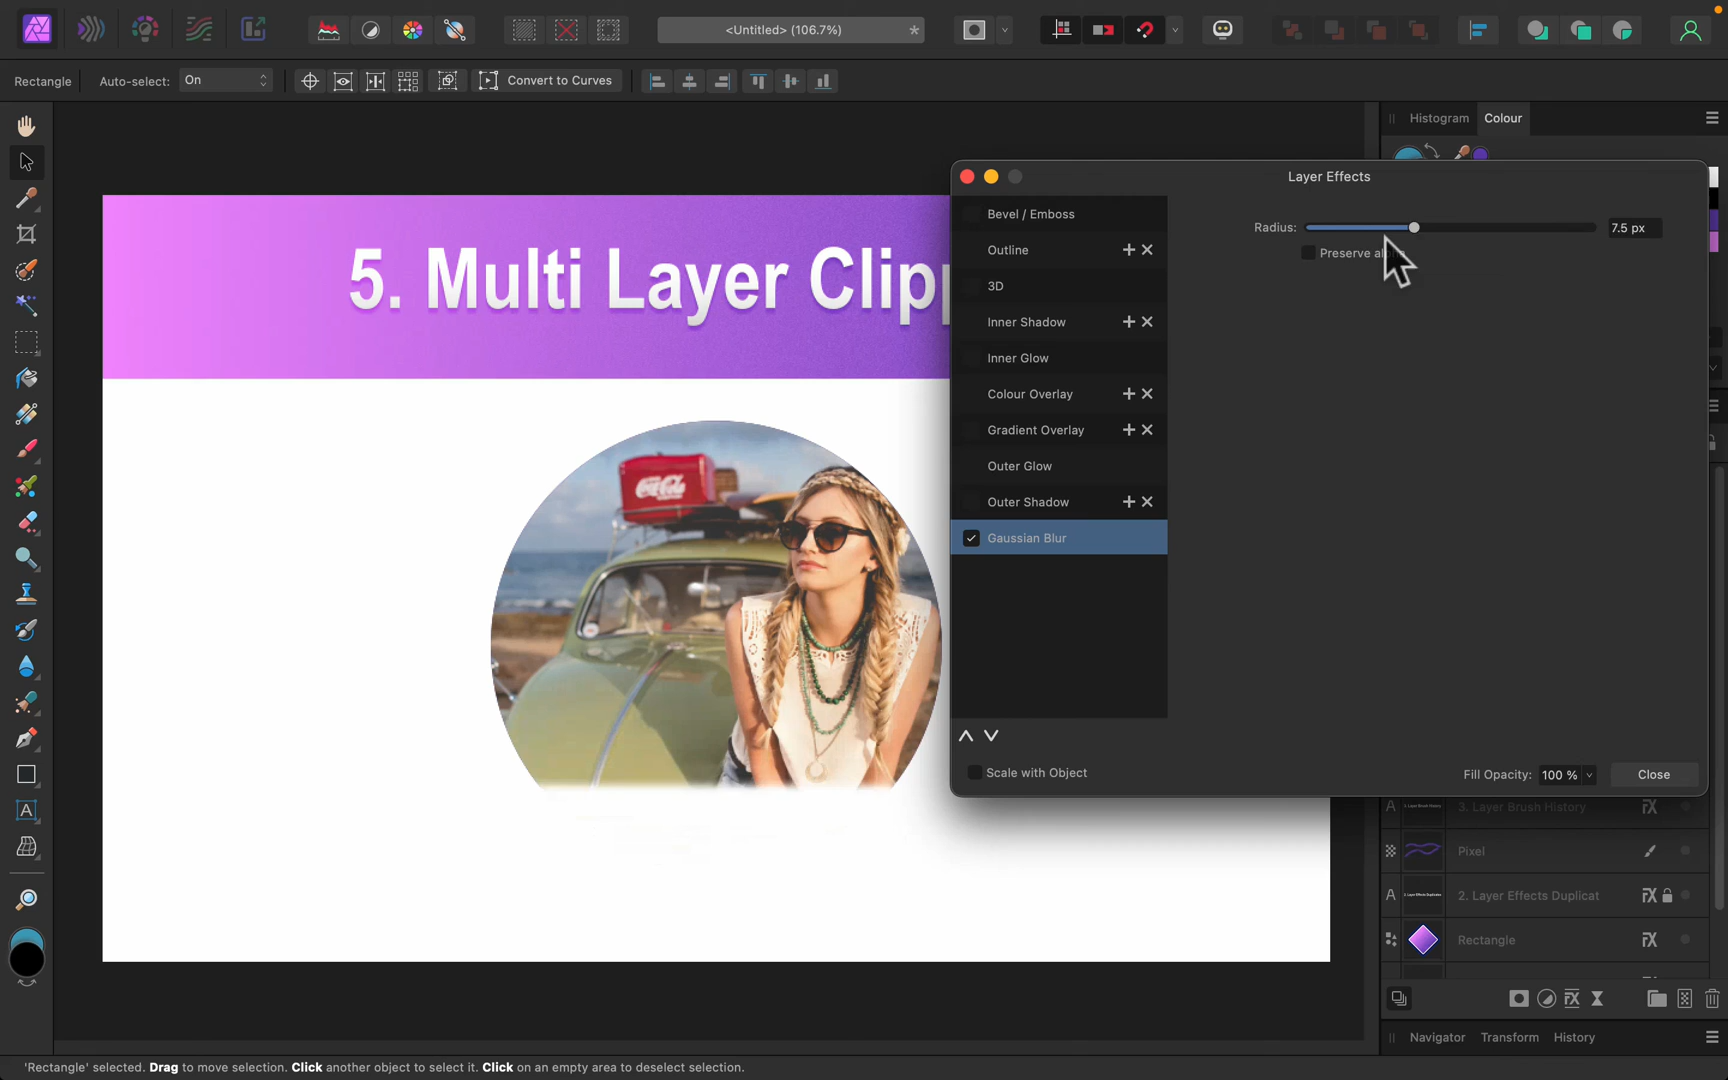 <Untitled> (106.7%)
*
Rectangle
Auto-select:
On
Convert to Curves
Histogram
Colour
5. Multi Layer Clipp
Coca-Cola
Layer Effects
Bevel / Emboss
Outline
3D
Inner Shadow
Inner Glow
Colour Overlay
Gradient Overlay
Outer Glow
Outer Shadow
Gaussian Blur
Radius:
7.5 px
Preserve
Scale with Object
Fill Opacity:
100 %
Close
3. Layer Brush History
Pixel
2. Layer Effects Duplicat
Rectangle
Navigator
Transform
History
'Rectangle' selected. Drag to move selection. Click another object to select it. Click on an empty area to deselect selection.